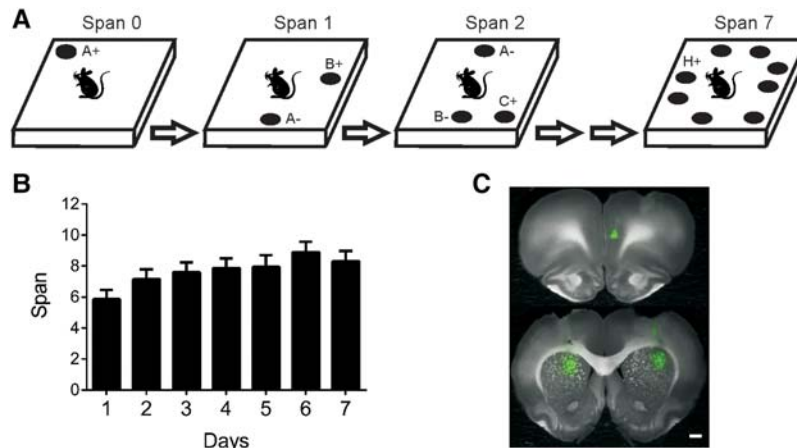 A
Span 0
Span 1
Span 2
Span 7
A+
B+
A-
A-
B-
C+
H+
B
Span
12
10
8
6
4
2
0
1 2 3 4 5 6 7
Days
C